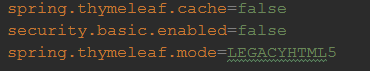 spring.thymeleaf.cache=false
security.basic.enabled=false
spring.thymeleaf.mode=LEGACYHTML5